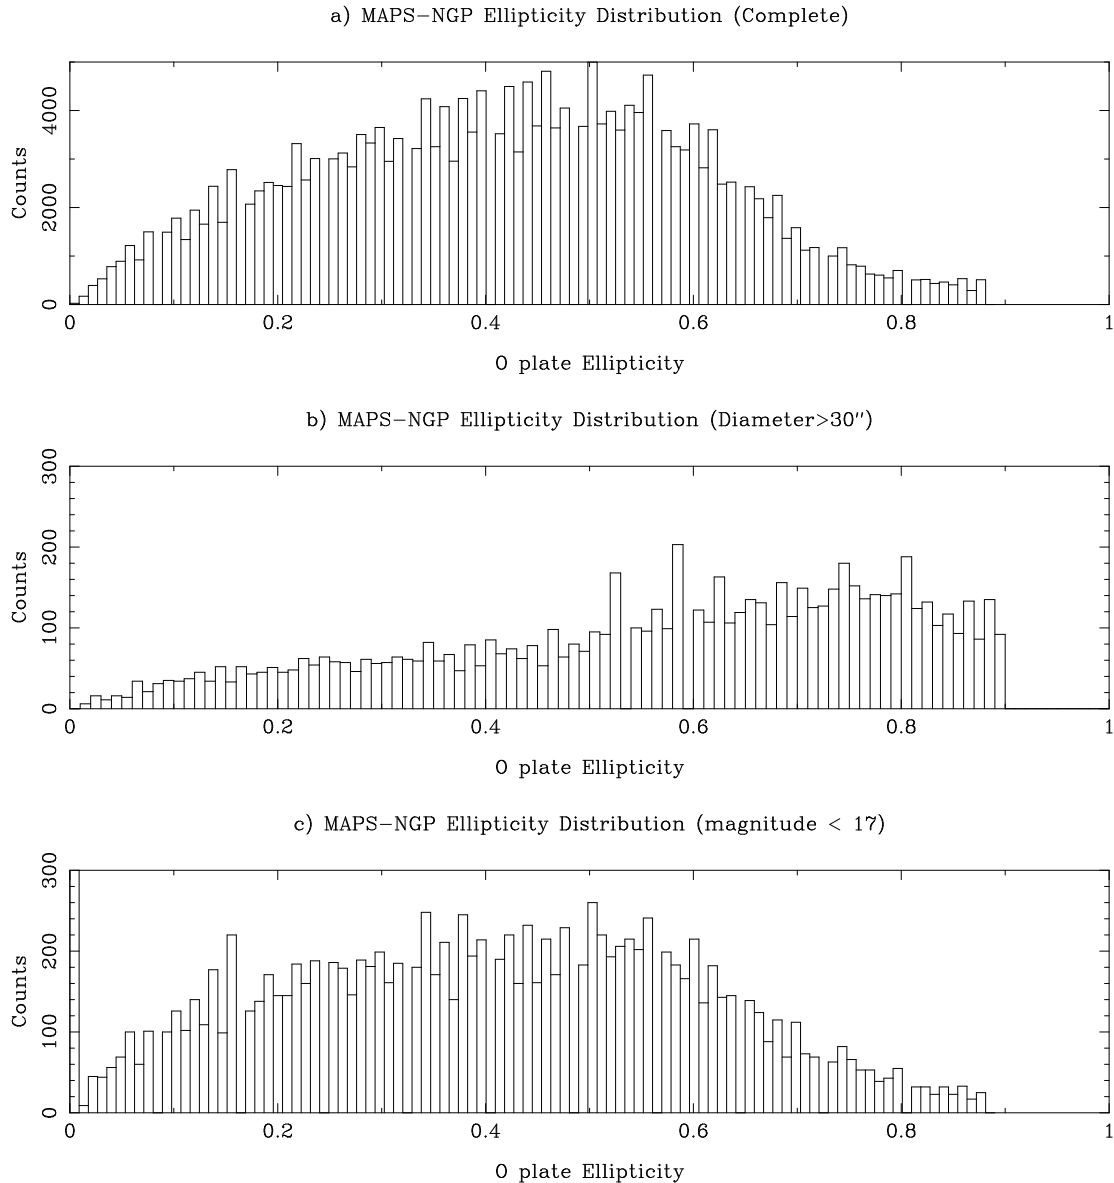 a) MAPS−NGP Ellipticity Distribution (Complete)
4000
2000
0
Counts
0 0.2 0.4 0.6 0.8 1
O plate Ellipticity
b) MAPS−NGP Ellipticity Distribution (Diameter>30″)
300
200
100
0
Counts
0 0.2 0.4 0.6 0.8 1
O plate Ellipticity
c) MAPS−NGP Ellipticity Distribution (magnitude < 17)
300
200
100
0
Counts
0 0.2 0.4 0.6 0.8 1
O plate Ellipticity